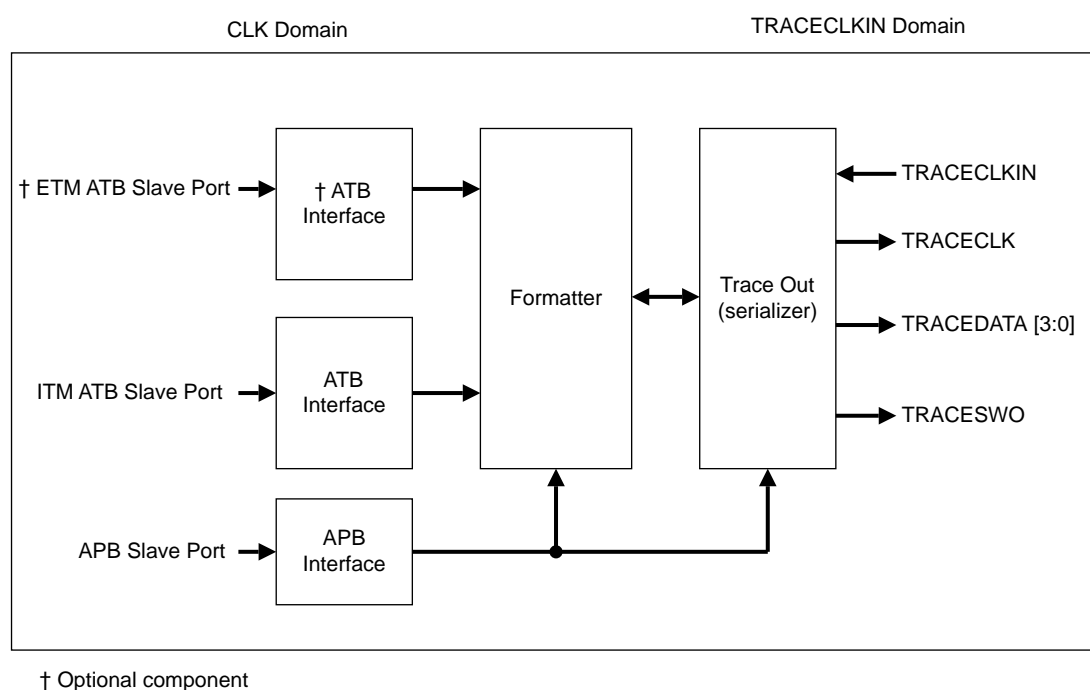 CLK Domain
TRACECLKIN Domain
† ETM ATB Slave Port
† ATB
Interface
ITM ATB Slave Port
ATB
Interface
APB Slave Port
APB
Interface
Formatter
Trace Out
(serializer)
TRACECLKIN
TRACECLK
TRACEDATA [3:0]
TRACESWO
† Optional component